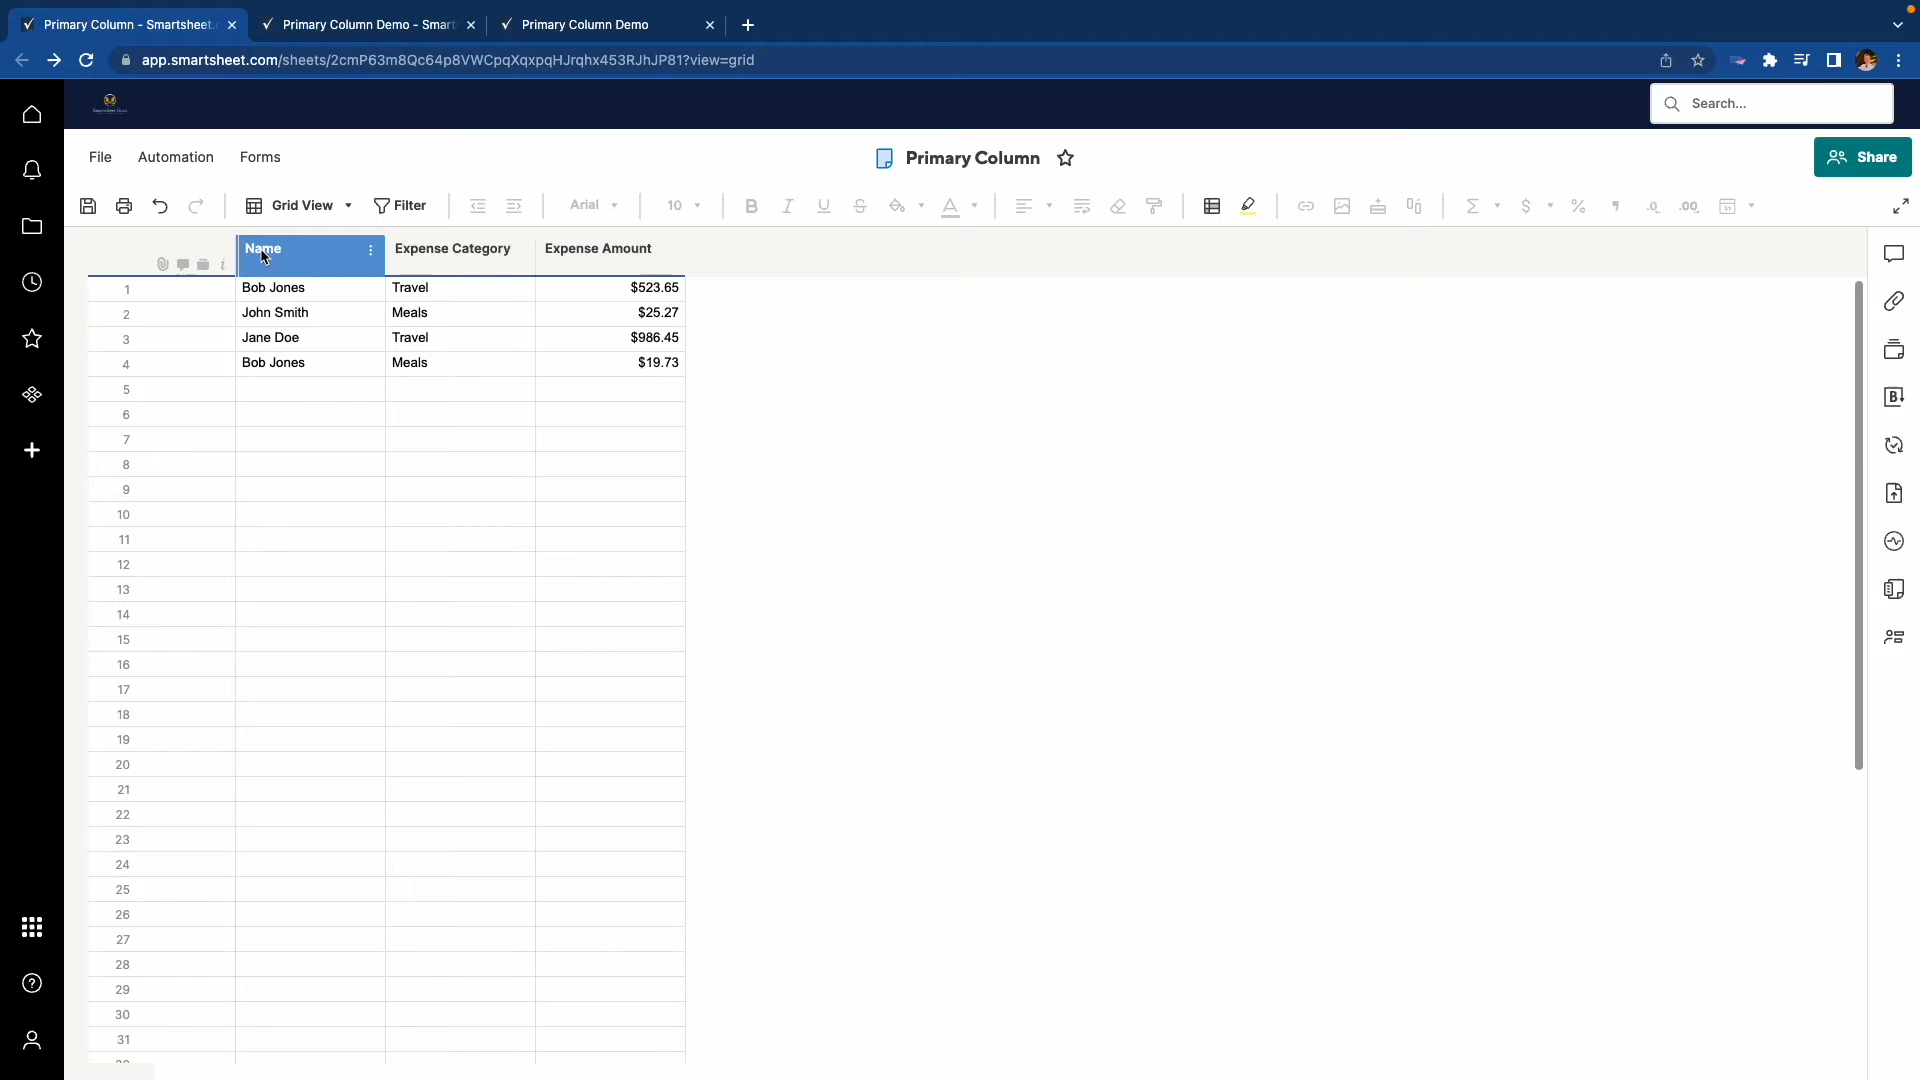 Primary Column - Smartsheet.
Primary Column Demo - Smart
Primary Column Demo
app.smartsheet.com/sheets/2cmP63m8Qc64p8VWCpqXqxpqHJrqhx453RJhJP81?view=grid
Search...
File
Automation
Forms
Primary Column
Share
Grid View
Filter
Arial
10
Name
Expense Category
Expense Amount
1 Bob Jones Travel $523.65
2 John Smith Meals $25.27
3 Jane Doe Travel $986.45
4 Bob Jones Meals $19.73
5
6
7
8
9
10
11
12
13
14
15
16
17
18
19
20
21
22
23
24
25
26
27
28
29
30
31